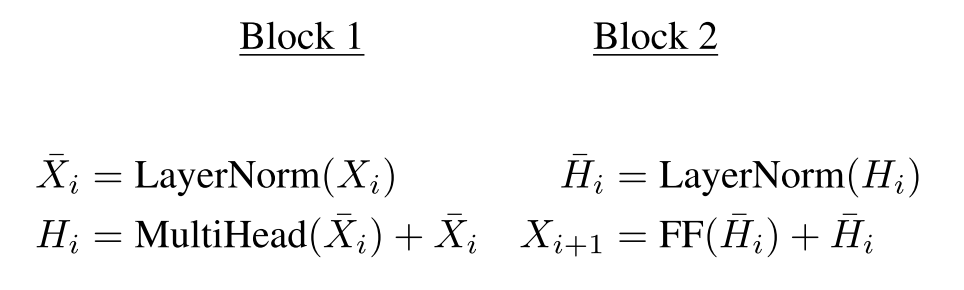 Block 1
X̄ᵢ = LayerNorm(Xᵢ)
Hᵢ = MultiHead(X̄ᵢ) + X̄ᵢ
Block 2
H̄ᵢ = LayerNorm(Hᵢ)
Xᵢ₊₁ = FF(H̄ᵢ) + H̄ᵢ